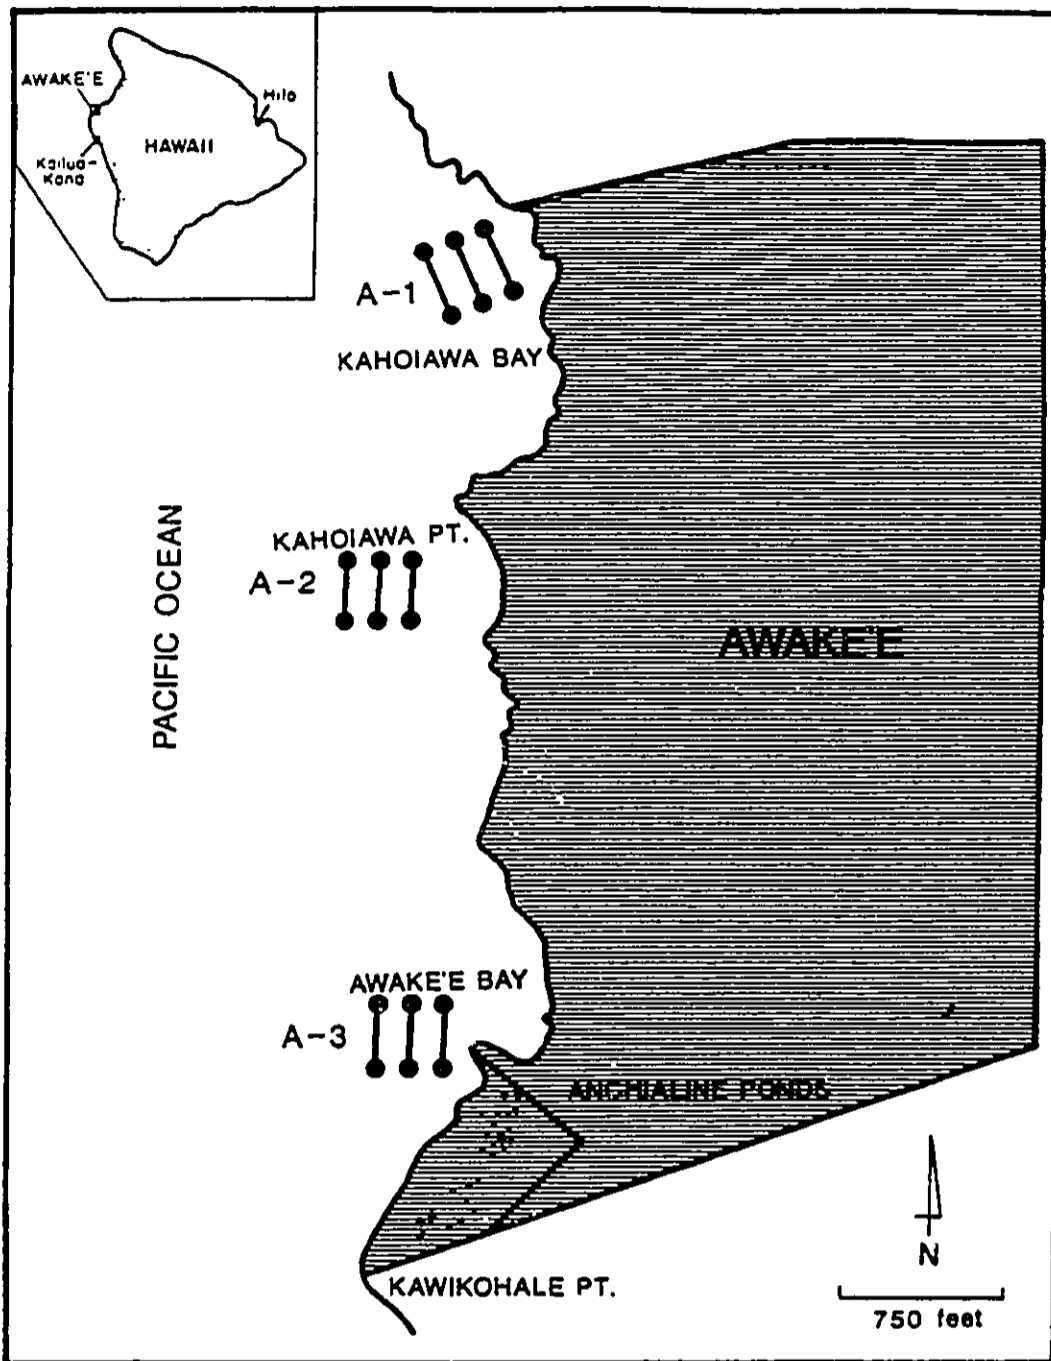 AWAKE'E
Hilo
HAWAII
Kailua-
Kona
A-1
KAHOIAWA BAY
KAHOIAWA PT.
A-2
PACIFIC OCEAN
AWAKE'E
AWAKE'E BAY
A-3
ANCHIALINE PONDS
N
KAWIKOHALE PT.
750 feet